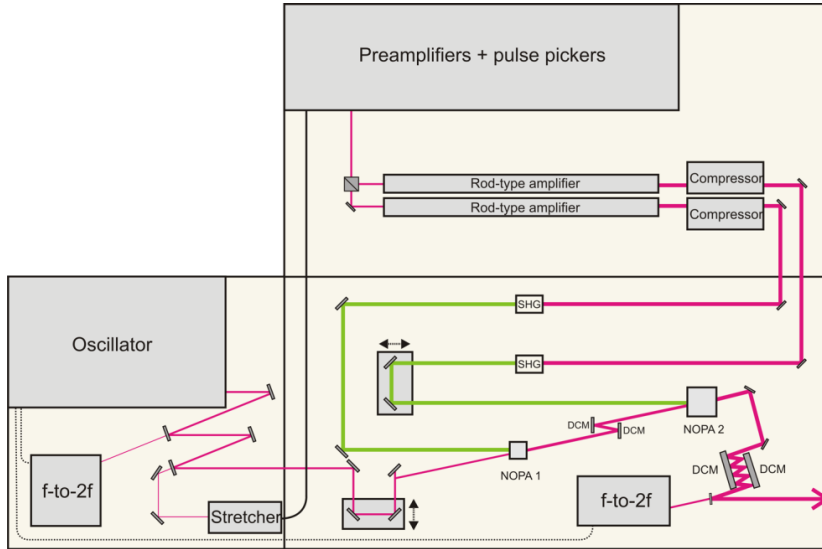 Preamplifiers + pulse pickers
Rod-type amplifier
Compressor
Rod-type amplifier
Compressor
Oscillator
SHG
SHG
DCM
DCM
NOPA 2
NOPA 1
DCM
DCM
f-to-2f
f-to-2f
Stretcher